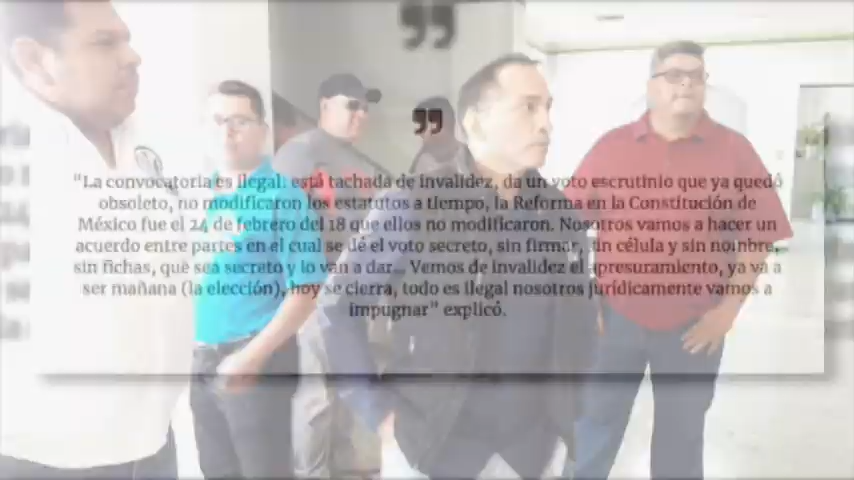 "
"
"La convocatoria es ilegal: está tachada de invalidez, da un voto escrutinio que ya quedó
obsoleto, no modificaron los estatutos a tiempo, la Reforma en la Constitución de
México fue el 24 de febrero del 18 que ellos no modificaron. Nosotros vamos a hacer un
acuerdo entre partes en el cual se dé el voto secreto, sin firmar, sin célula y sin nombre,
sin fichas, que sea secreto y lo van a dar... Vemos de invalidez el apresuramiento, ya va a
ser mañana (la elección), hoy se cierra, todo es ilegal nosotros jurídicamente vamos a
impugnar" explicó.